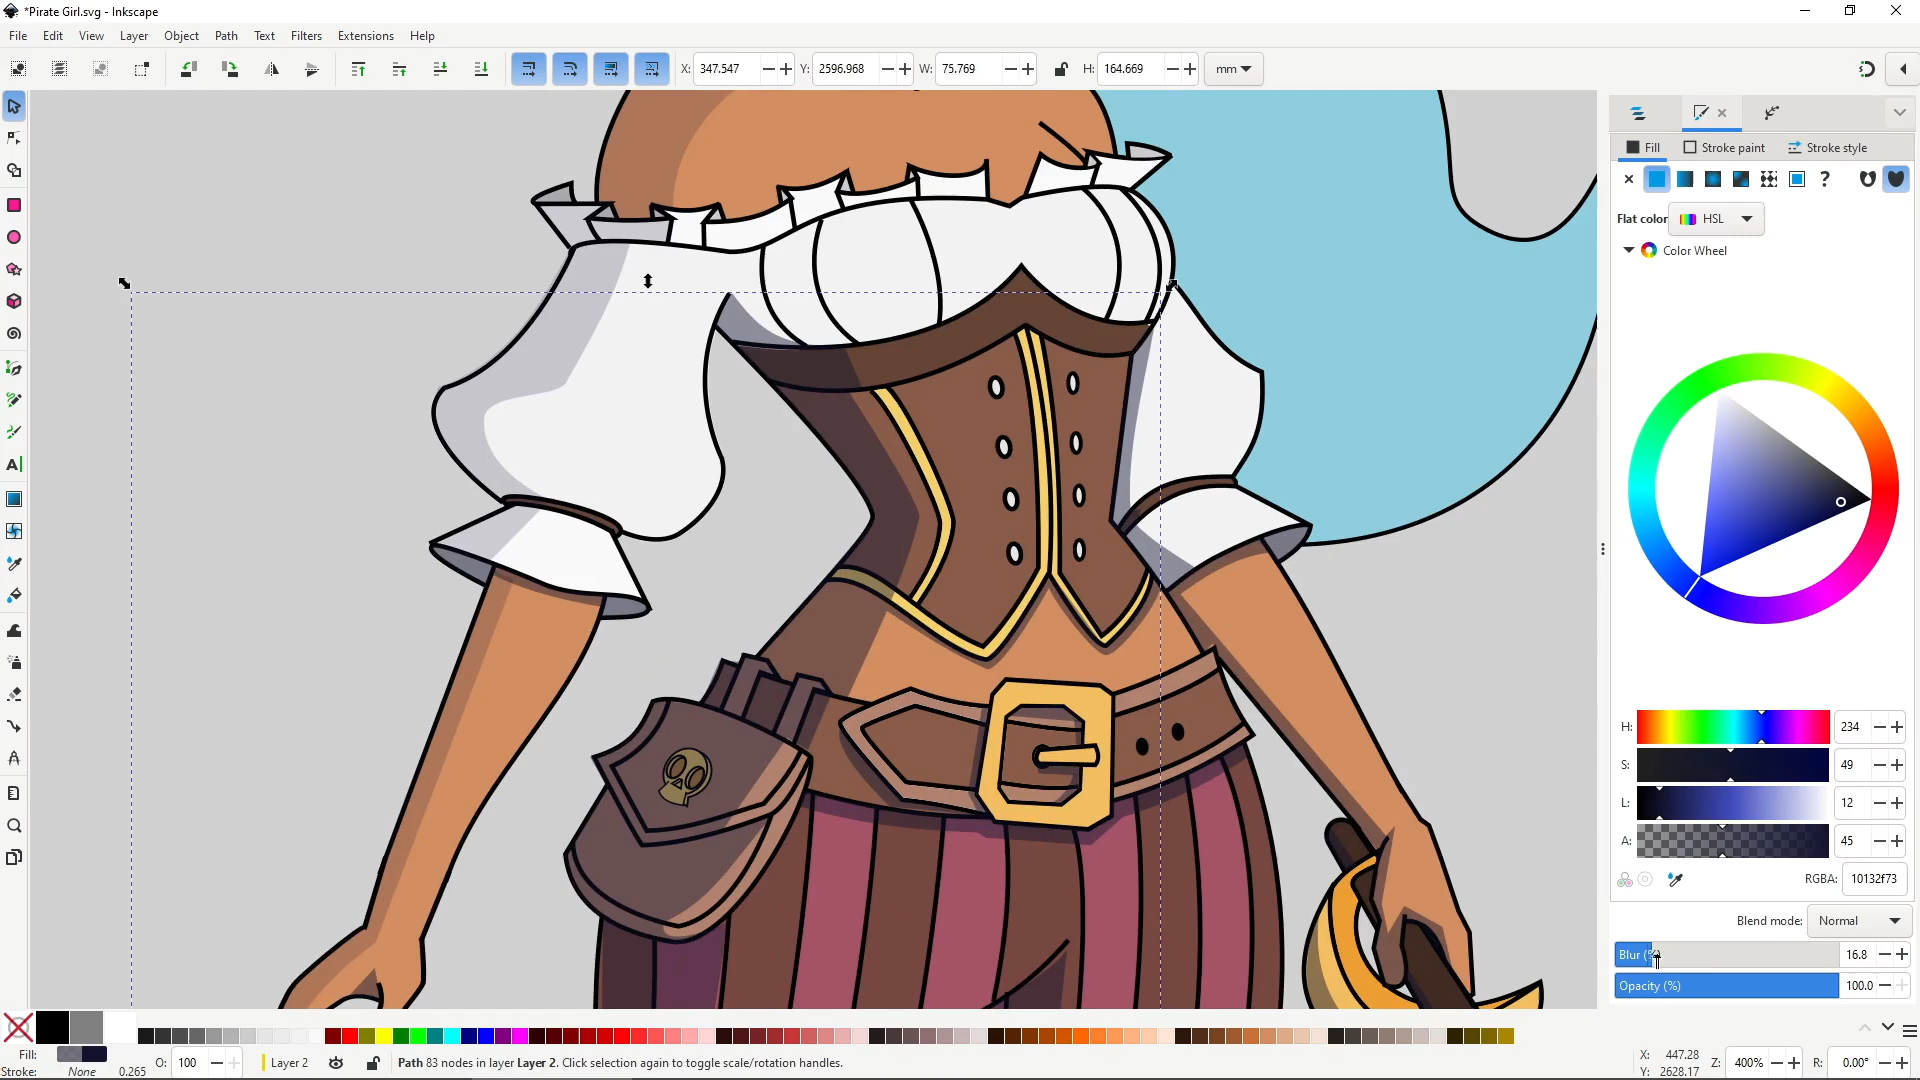 *Pirate Girl.svg - Inkscape
File Edit View Layer Object Path Text Filters Extensions Help
X: 347.547 Y: 2596.968 W: 75.769 H: 164.669 mm
Fill Stroke paint Stroke style
?
Flat color HSL
Color Wheel
H: 234
S: 49
L: 12
A: 45
RGBA: 10132f73
Blend mode: Normal
Blur (%) 16.8
Opacity (%) 100.0
Fill: O: 100 Layer 2 Path 83 nodes in layer Layer 2. Click selection again to toggle scale/rotation handles. X: 447.28 Z: 400% R: 0.00°
Stroke: None 0.265 Y: 2628.17